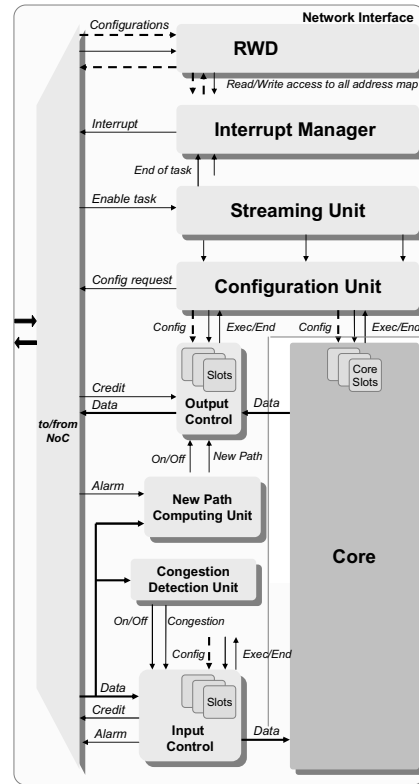 Network Interface
Configurations
RWD
Read/Write access to all address map
Interrupt
Interrupt Manager
End of task
Enable task
Streaming Unit
Config request
Configuration Unit
Config
Exec/End
Config
Exec/End
Slots
Core
Slots
Credit
Data
Output
Control
Data
to/from
NoC
On/Off
New Path
Alarm
New Path
Computing Unit
Core
Congestion
Detection Unit
On/Off
Congestion
Config
Exec/End
Data
Slots
Credit
Input
Control
Data
Alarm